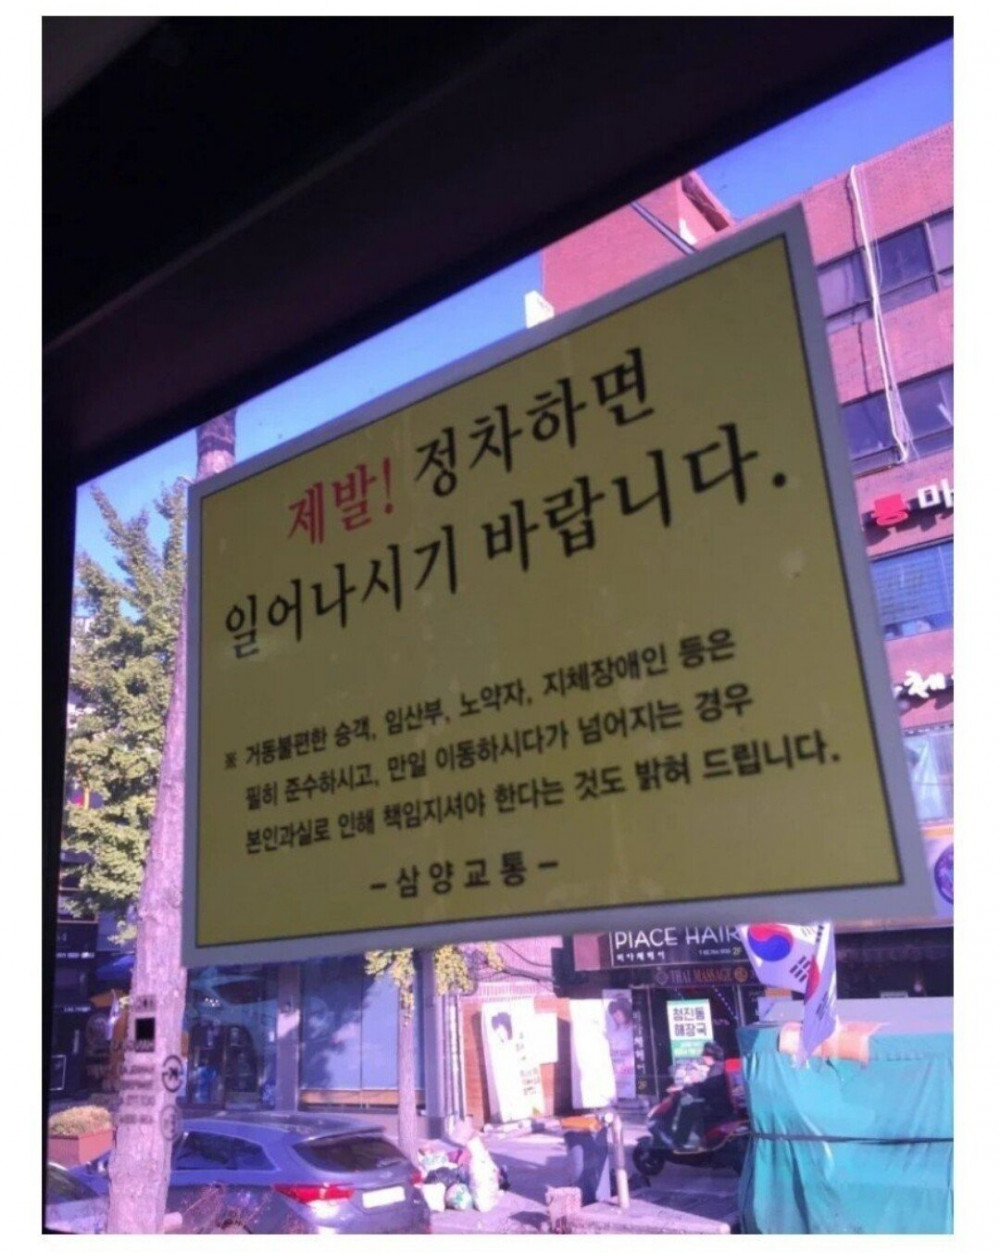 제발! 정차하면
일어나시기 바랍니다.
※ 거동불편한 승객, 임산부, 노약자, 지체장애인 등은
필히 준수하시고, 만일 이동하시다가 넘어지는 경우
본인과실로 인해 책임지셔야 한다는 것도 밝혀 드립니다.
- 삼양교통 -
PIACE HAIR
THAI MASSAGE
청진동
해장국